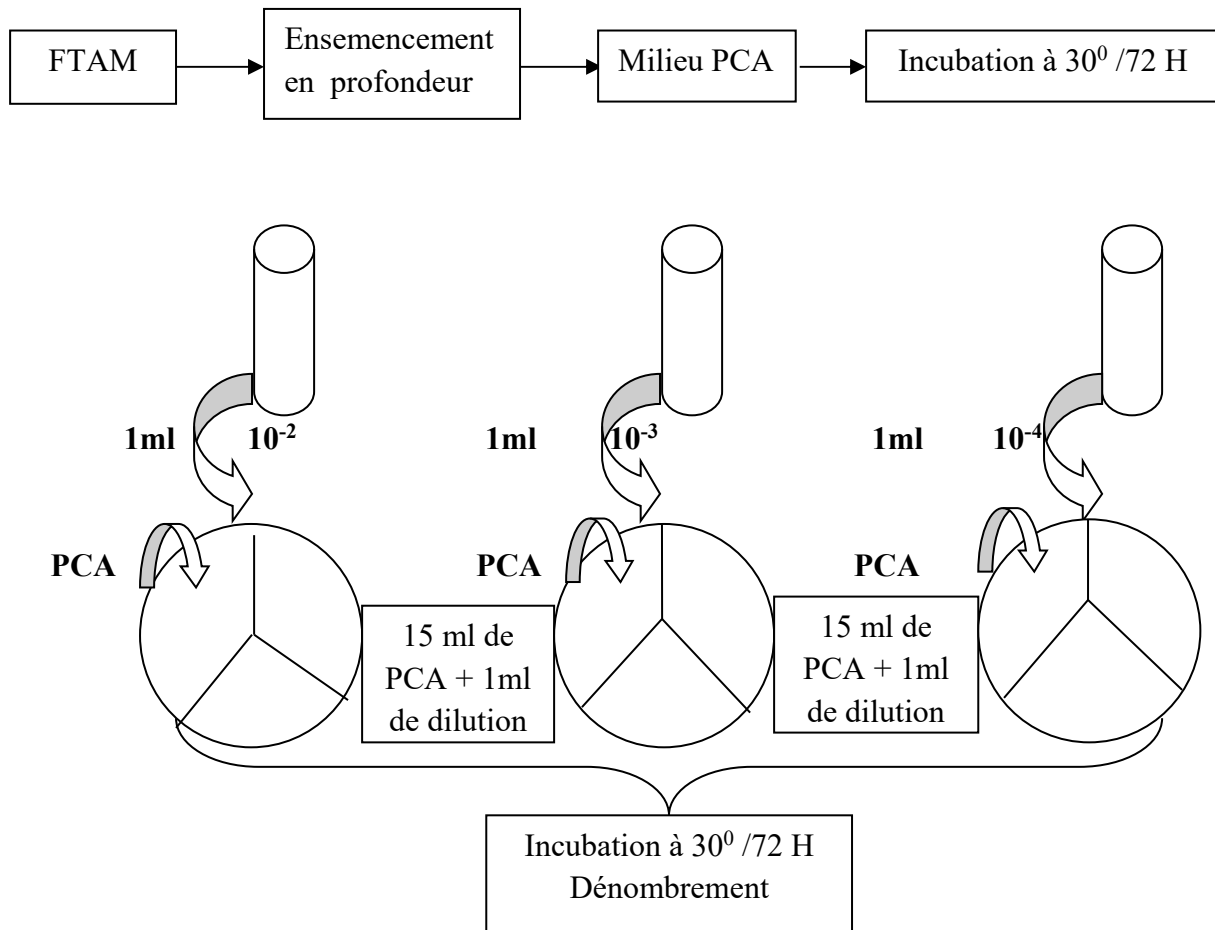 FTAM
Ensemencement
en profondeur
Milieu PCA
Incubation à 30⁰ /72 H
1ml 10⁻²
1ml 10⁻³
1ml 10⁻⁴
PCA
PCA
PCA
15 ml de
PCA + 1ml
de dilution
15 ml de
PCA + 1ml
de dilution
Incubation à 30⁰ /72 H
Dénombrement